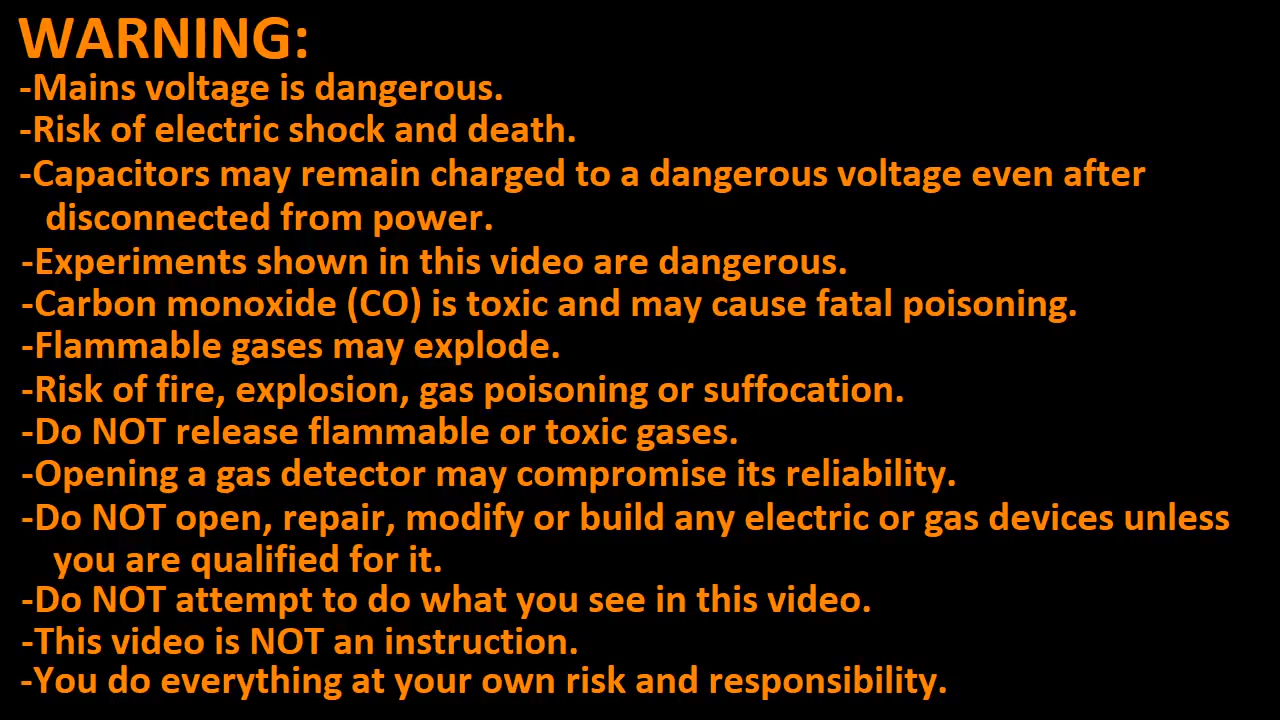 WARNING:
-Mains voltage is dangerous.
-Risk of electric shock and death.
-Capacitors may remain charged to a dangerous voltage even after
disconnected from power.
-Experiments shown in this video are dangerous.
-Carbon monoxide (CO) is toxic and may cause fatal poisoning.
-Flammable gases may explode.
-Risk of fire, explosion, gas poisoning or suffocation.
-Do NOT release flammable or toxic gases.
-Opening a gas detector may compromise its reliability.
-Do NOT open, repair, modify or build any electric or gas devices unless
you are qualified for it.
-Do NOT attempt to do what you see in this video.
-This video is NOT an instruction.
-You do everything at your own risk and responsibility.